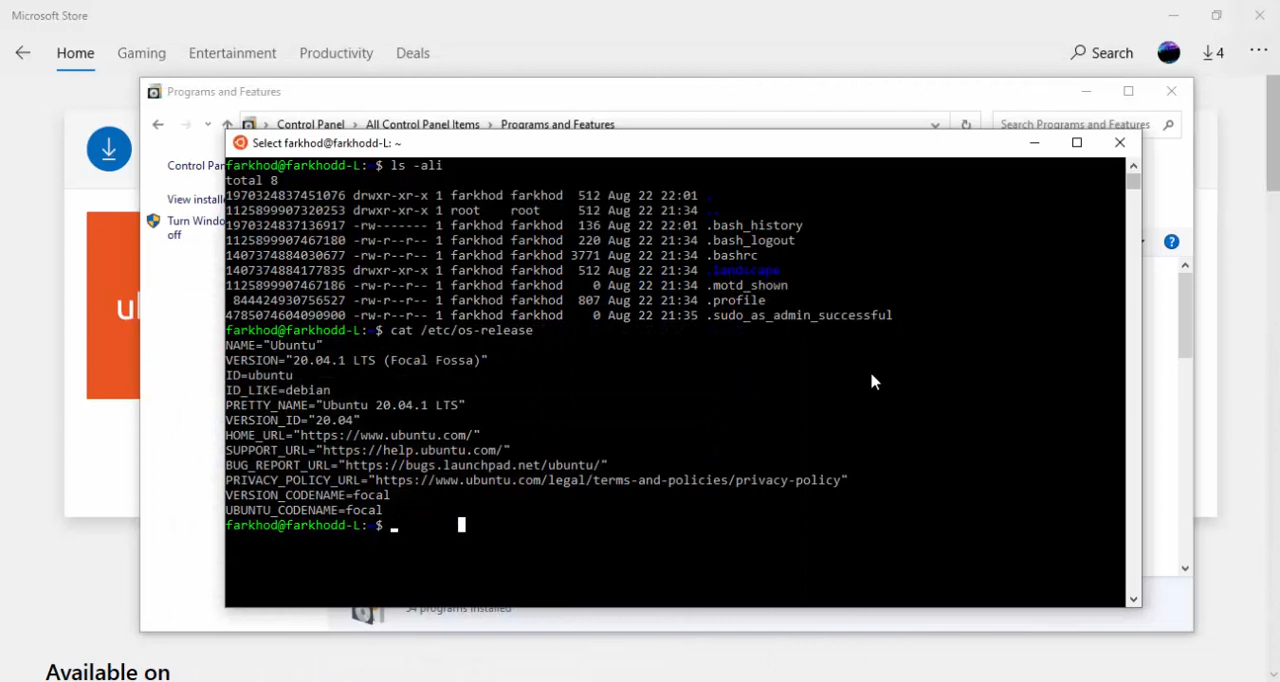 Microsoft Store
Home Gaming Entertainment Productivity Deals Search 4
Programs and Features
Control Panel > All Control Panel Items > Programs and Features Search Programs and Features
Select farkhod@farkhodd-L: ~
Control Pan
View install
Turn Windo
off
ub
farkhod@farkhodd-L:~$ ls -ali
total 8
1970324837451076 drwxr-xr-x 1 farkhod farkhod  512 Aug 22 22:01 .
1125899907320253 drwxr-xr-x 1 root    root     512 Aug 22 21:34 ..
1970324837136917 -rw------- 1 farkhod farkhod  136 Aug 22 22:01 .bash_history
1125899907467180 -rw-r--r-- 1 farkhod farkhod  220 Aug 22 21:34 .bash_logout
1407374884030677 -rw-r--r-- 1 farkhod farkhod 3771 Aug 22 21:34 .bashrc
1407374884177835 drwxr-xr-x 1 farkhod farkhod  512 Aug 22 21:34 .landscape
1125899907467186 -rw-r--r-- 1 farkhod farkhod    0 Aug 22 21:34 .motd_shown
 844424930756527 -rw-r--r-- 1 farkhod farkhod  807 Aug 22 21:34 .profile
4785074604090900 -rw-r--r-- 1 farkhod farkhod    0 Aug 22 21:35 .sudo_as_admin_successful
farkhod@farkhodd-L:~$ cat /etc/os-release
NAME="Ubuntu"
VERSION="20.04.1 LTS (Focal Fossa)"
ID=ubuntu
ID_LIKE=debian
PRETTY_NAME="Ubuntu 20.04.1 LTS"
VERSION_ID="20.04"
HOME_URL="https://www.ubuntu.com/"
SUPPORT_URL="https://help.ubuntu.com/"
BUG_REPORT_URL="https://bugs.launchpad.net/ubuntu/"
PRIVACY_POLICY_URL="https://www.ubuntu.com/legal/terms-and-policies/privacy-policy"
VERSION_CODENAME=focal
UBUNTU_CODENAME=focal
farkhod@farkhodd-L:~$ _
programs installed
Available on